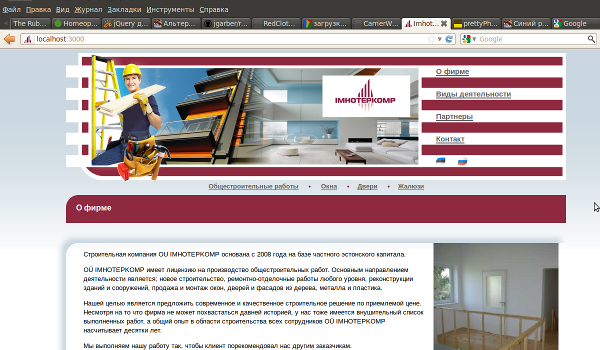 Файл Правка Вид Журнал Закладки Инструменты Справка
The Rub...
Homeop...
jQuery д...
Альтер...
jgarber/r...
RedClot...
загрузк...
CarrierW...
Imhot...
prettyPh...
Синий р...
Google
localhost:3000
Google
IMHOTEPKOMP
О фирме
Виды деятельности
Партнеры
Контакт
Общестроительные работы • Окна • Двери • Жалюзи
О фирме
Строительная компания OU IMHOTEPKOMP основана с 2008 года на базе частного эстонского капитала.
OÜ IMHOTEPKOMP имеет лицензию на производство общестроительных работ. Основным направлением
деятельности является; новое строительство, ремонтно-отделочные работы любого уровня, реконструкции
зданий и сооружений, продажа и монтаж окон, дверей и фасадов из дерева, металла и пластика.
Нашей целью является предложить современное и качественное строительное решение по приемлемой цене.
Несмотря на то что фирма не может похвастаться давней историей, у нас тоже имеется внушительный список
выполненных работ, а общий опыт в области строительства всех сотрудников OÜ IMHOTEPKOMP
насчитывает десятки лет.
Мы выполняем нашу работу так, чтобы клиент порекомендовал нас другим заказчикам.